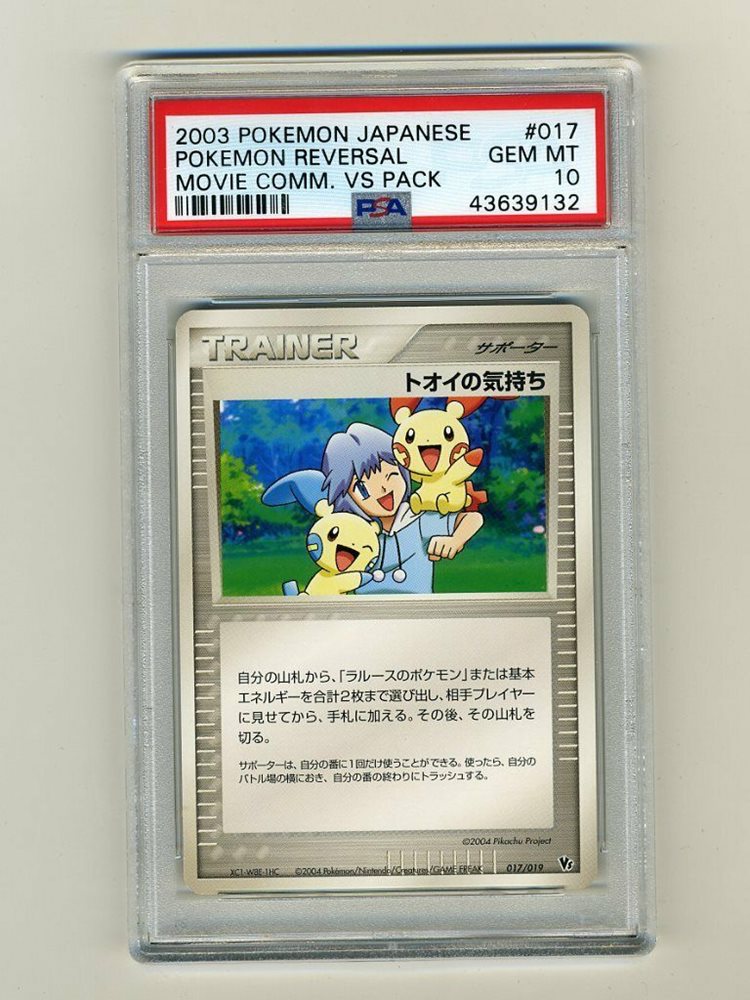 2003 POKEMON JAPANESE #017
POKEMON REVERSAL GEM MT
MOVIE COMM. VS PACK 10
PSA 43639132
TRAINER サポーター
トオイの気持ち
自分の山札から、「ラルースのポケモン」または基本
エネルギーを合計2枚まで選び出し、相手プレイヤー
に見せてから、手札に加える。その後、その山札を
切る。
サポーターは、自分の番に1回だけ使うことができる。使ったら、自分の
バトル場の横におき、自分の番の終わりにトラッシュする。
©2004 Pikachu Project
XC1-WBE-1HC ©2004 Pokémon/Nintendo/Creatures/GAME FREAK 017/019 Vs